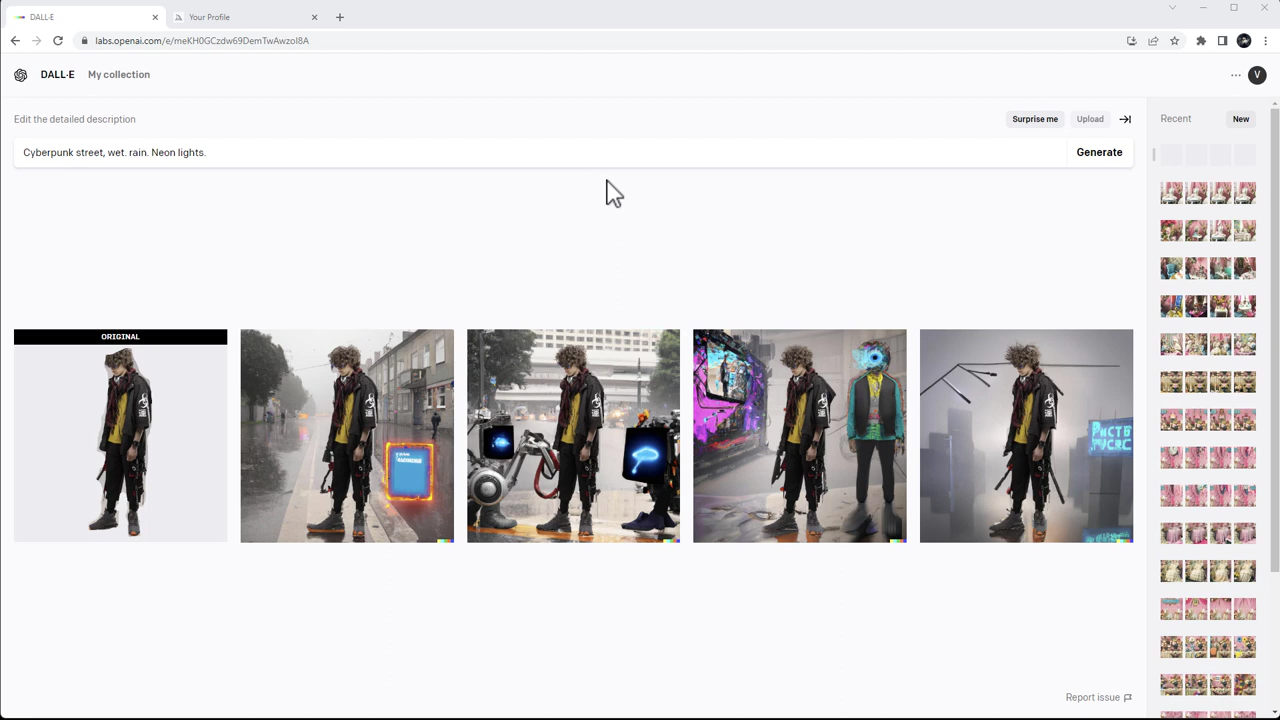 DALL·E
Your Profile
labs.openai.com/e/meKH0GCzdw69DemTwAwzoI8A
DALL·E My collection
V
Edit the detailed description
Surprise me
Upload
Recent
New
Cyberpunk street, wet. rain. Neon lights.
Generate
ORIGINAL
Report issue